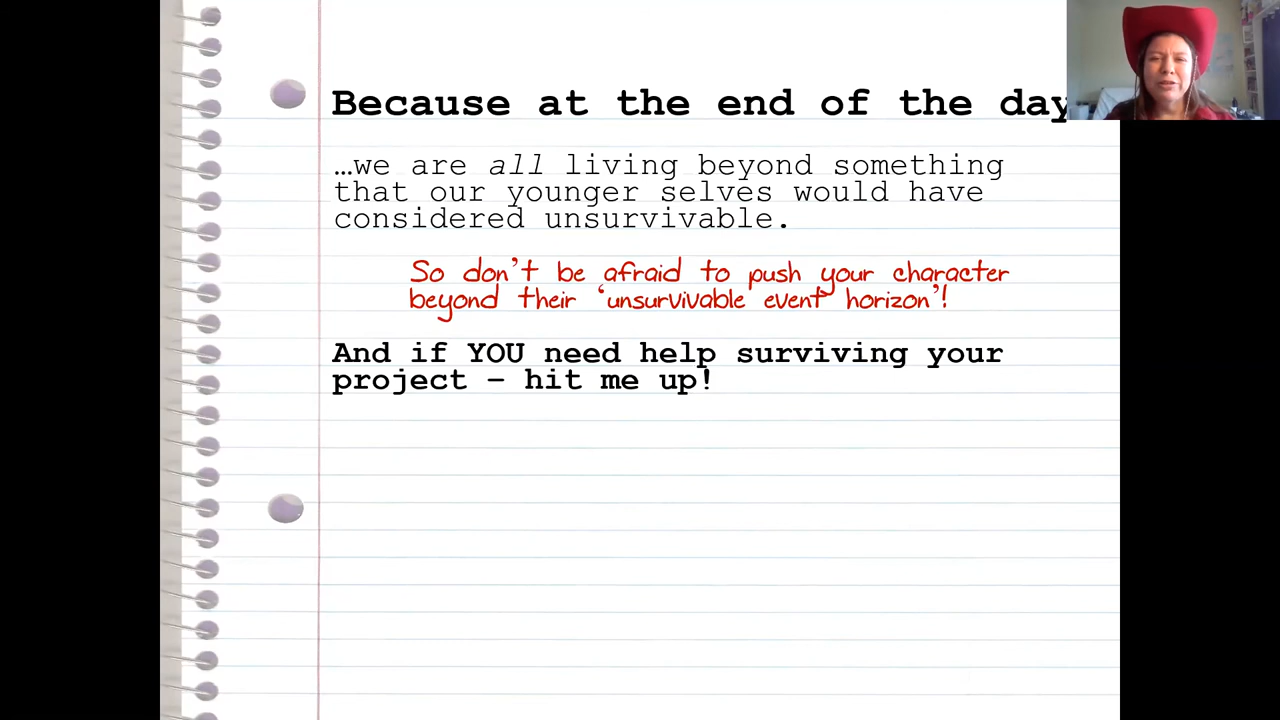 Because at the end of the day
…we are all living beyond something
that our younger selves would have
considered unsurvivable.
So don't be afraid to push your character
beyond their 'unsurvivable event horizon'!
And if YOU need help surviving your
project – hit me up!